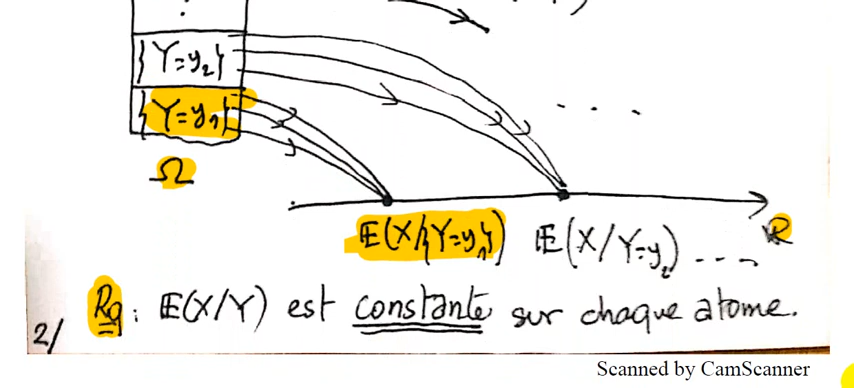 {Y=y₂}
{Y=y₁}
Ω
E(X/{Y=y₁}) E(X/Y=y₂) ---
R
Rq: E(X/Y) est constante sur chaque atome.
2/
Scanned by CamScanner